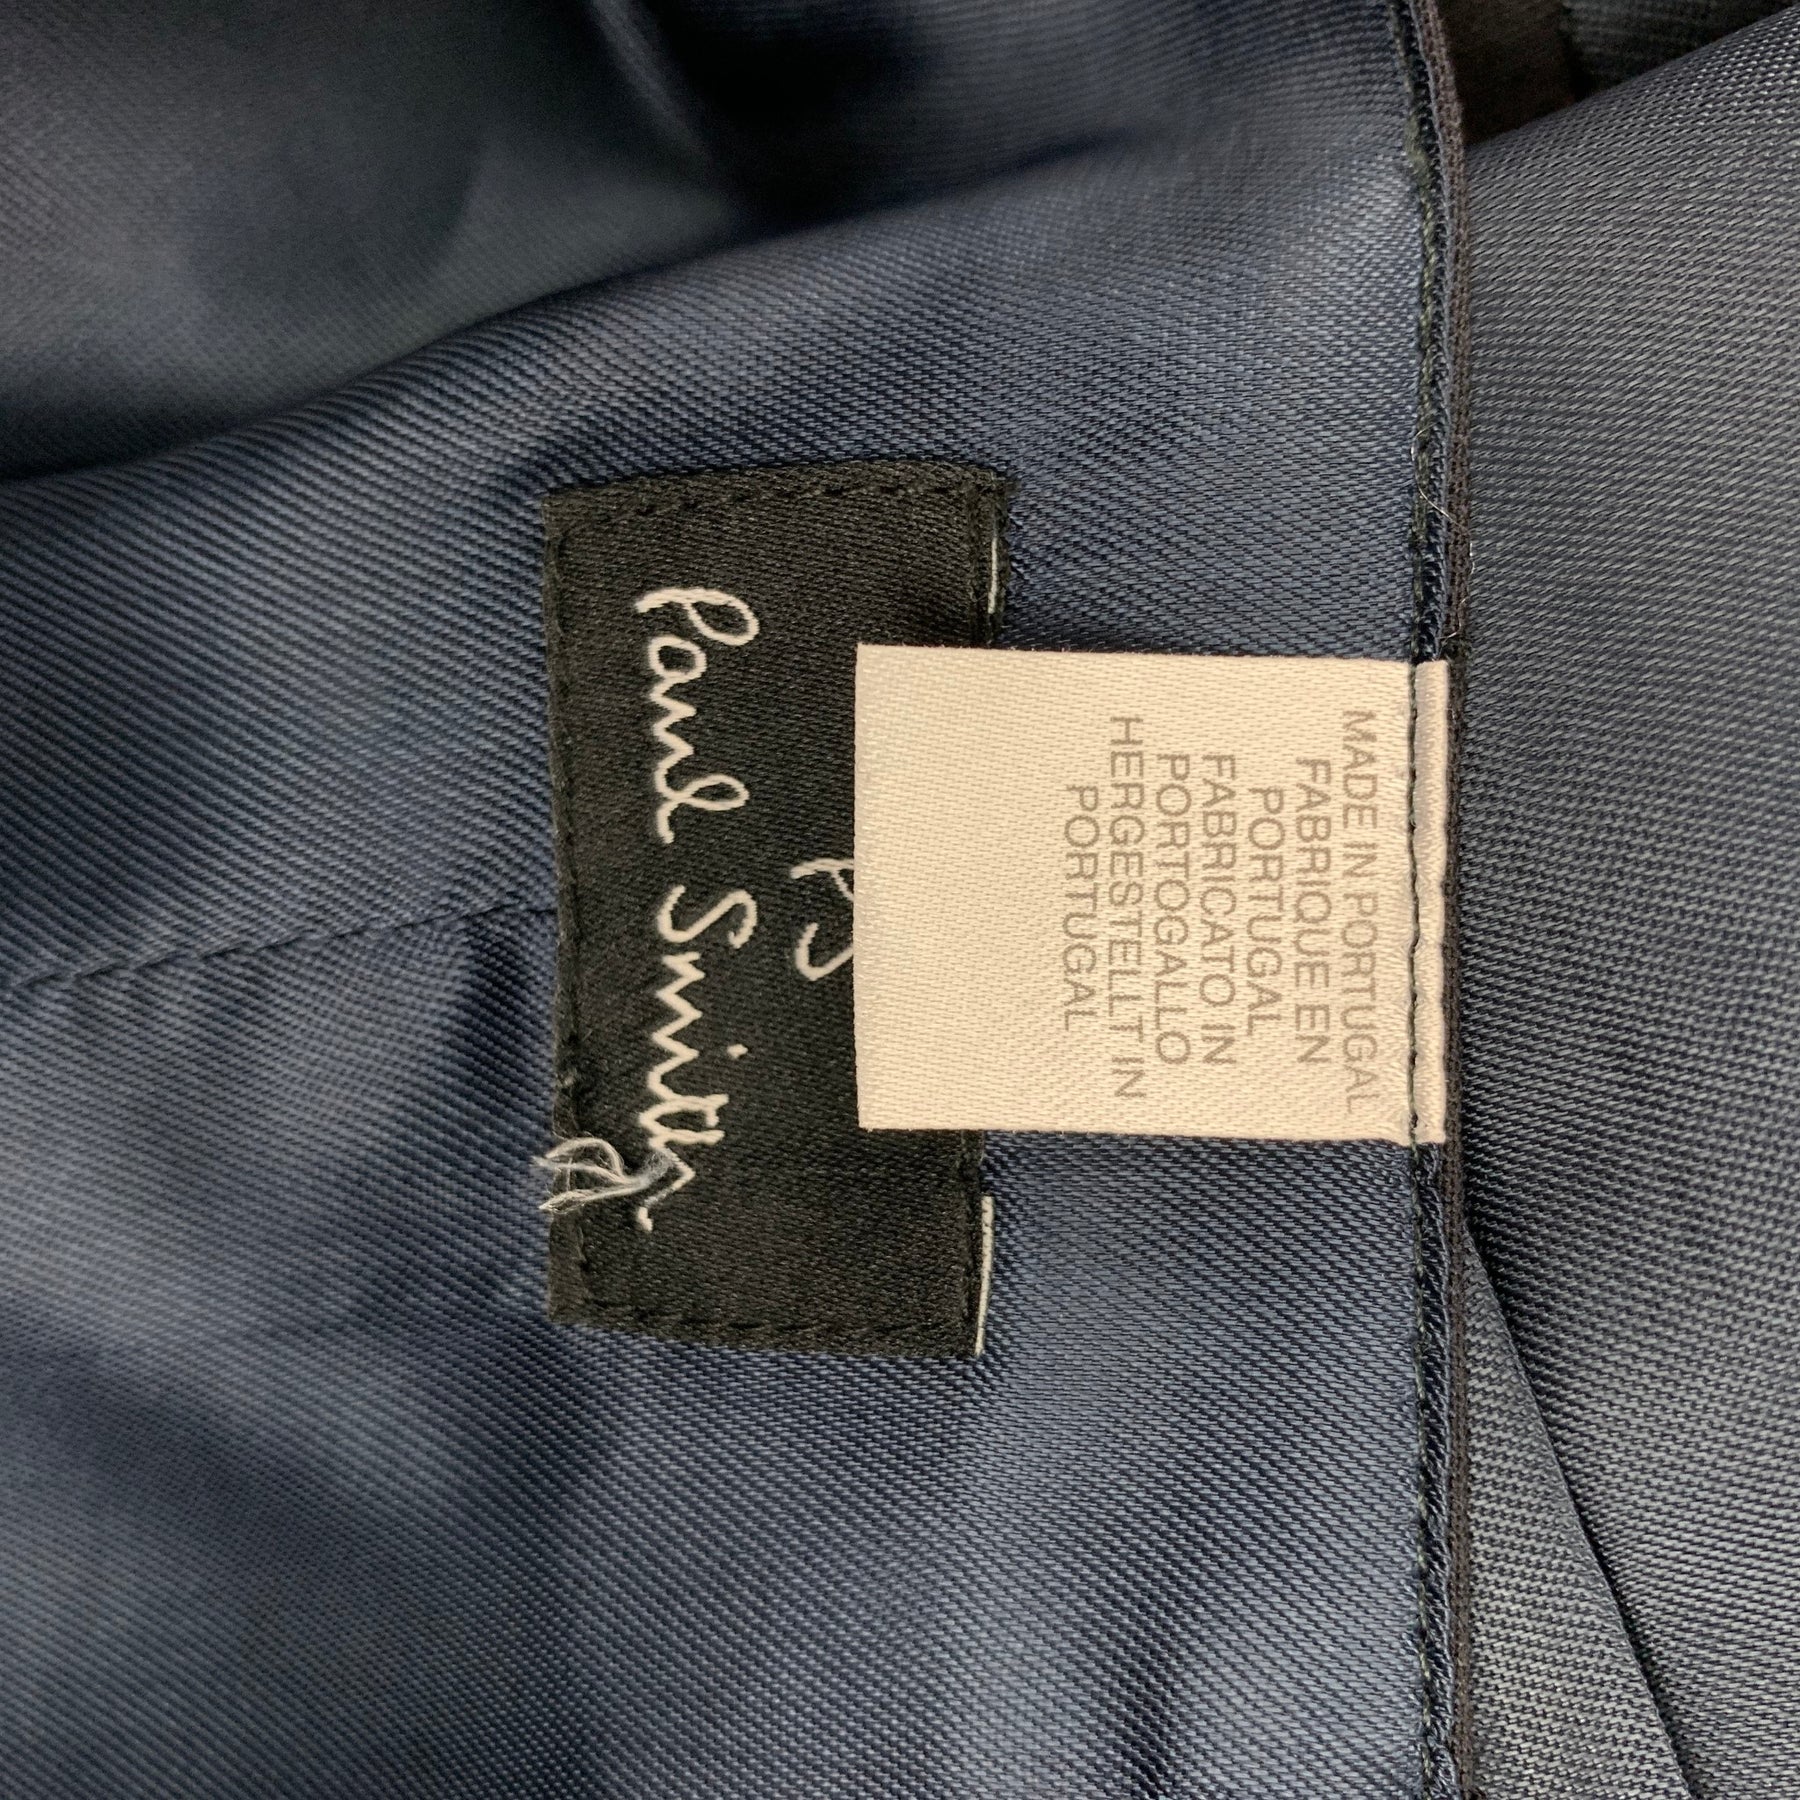 MADE IN PORTUGAL
FABRIQUE EN
PORTUGAL
FABRICATO IN
PORTOGALLO
HERGESTELLT IN
PORTUGAL
PS
Paul Smith